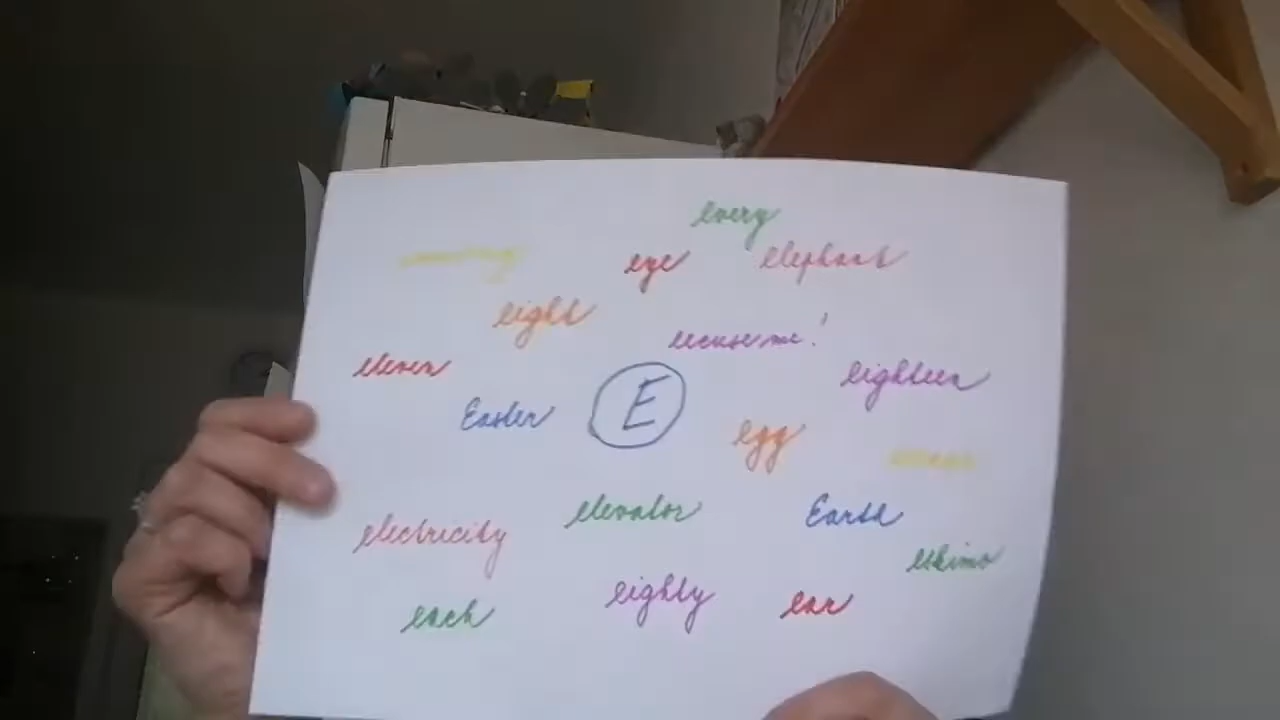 every
eye elephant
eight
excuse me!
eleven
eighteen
Easter
E
egg
elevator
Earth
electricity
eskimo
eighty
ear
each